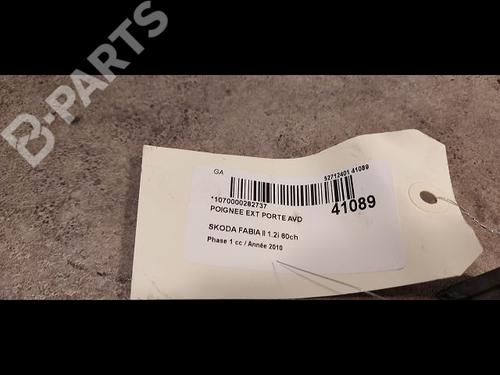 B-PARTS
GA
52712401 41089
*1070000282737
41089
POIGNEE EXT PORTE AVD
SKODA FABIA II 1.2i 60ch
Phase 1 cc / Année 2010